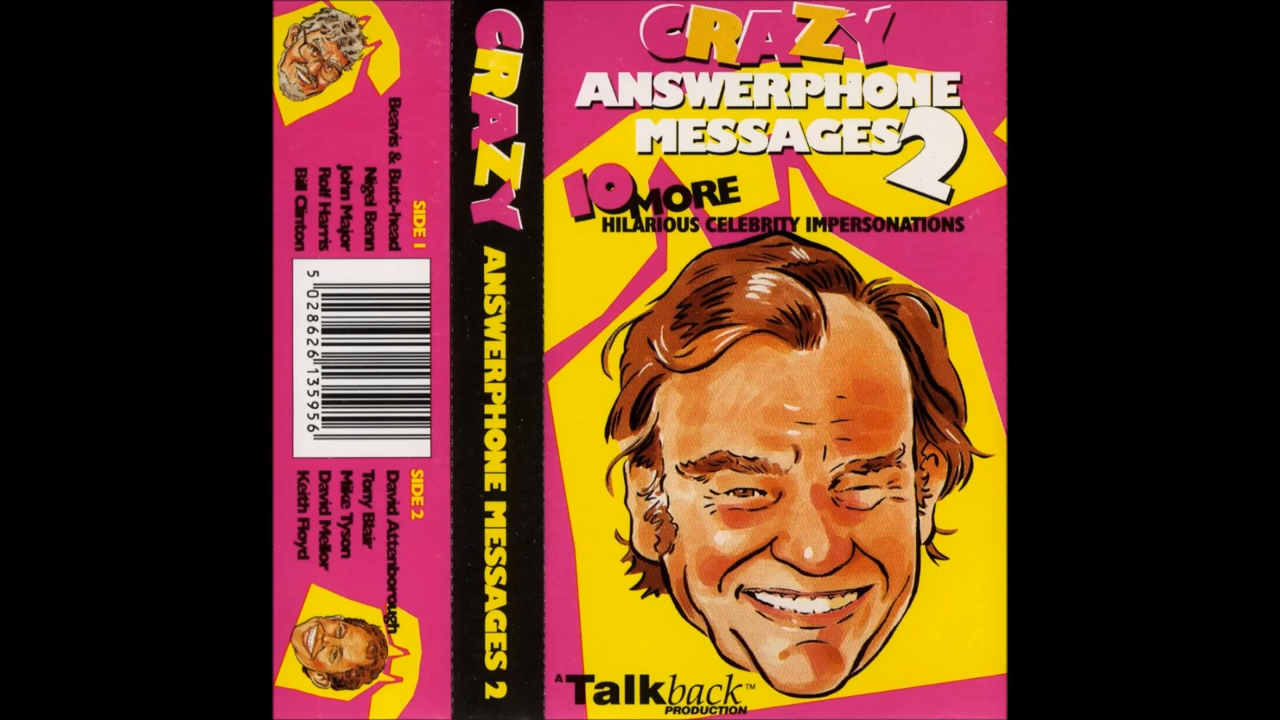 Beavis & Butt-head
Nigel Benn
John Major
Rolf Harris
Bill Clinton
SIDE 1
5 028626 135956
SIDE 2
David Attenborough
Tony Blair
Mike Tyson
David Mellor
Keith Floyd
CRAZY ANSWERPHONE MESSAGES 2
CRAZY
ANSWERPHONE
MESSAGES 2
10 MORE
HILARIOUS CELEBRITY IMPERSONATIONS
A Talkback™
PRODUCTION